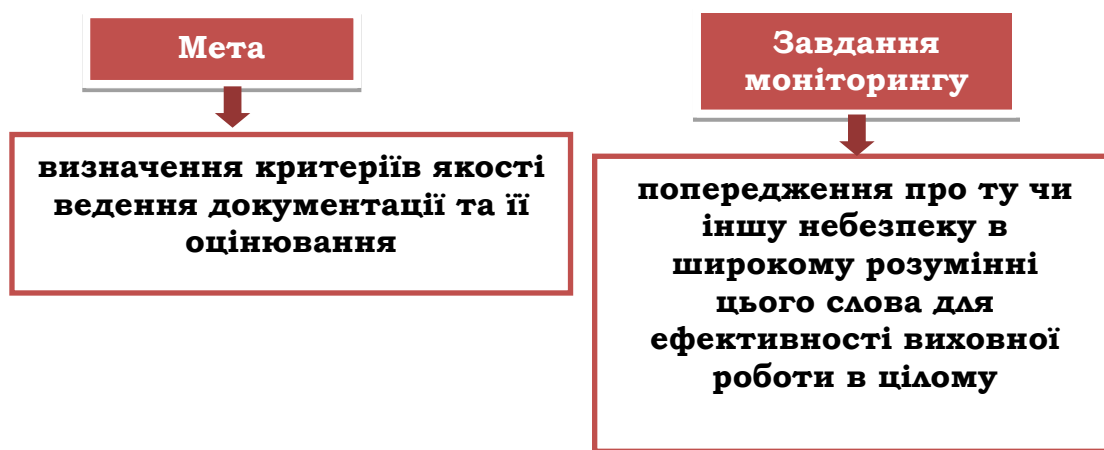 Мета
визначення критеріїв якості
ведення документації та її
оцінювання
Завдання
моніторингу
попередження про ту чи
іншу небезпеку в
широкому розумінні
цього слова для
ефективності виховної
роботи в цілому